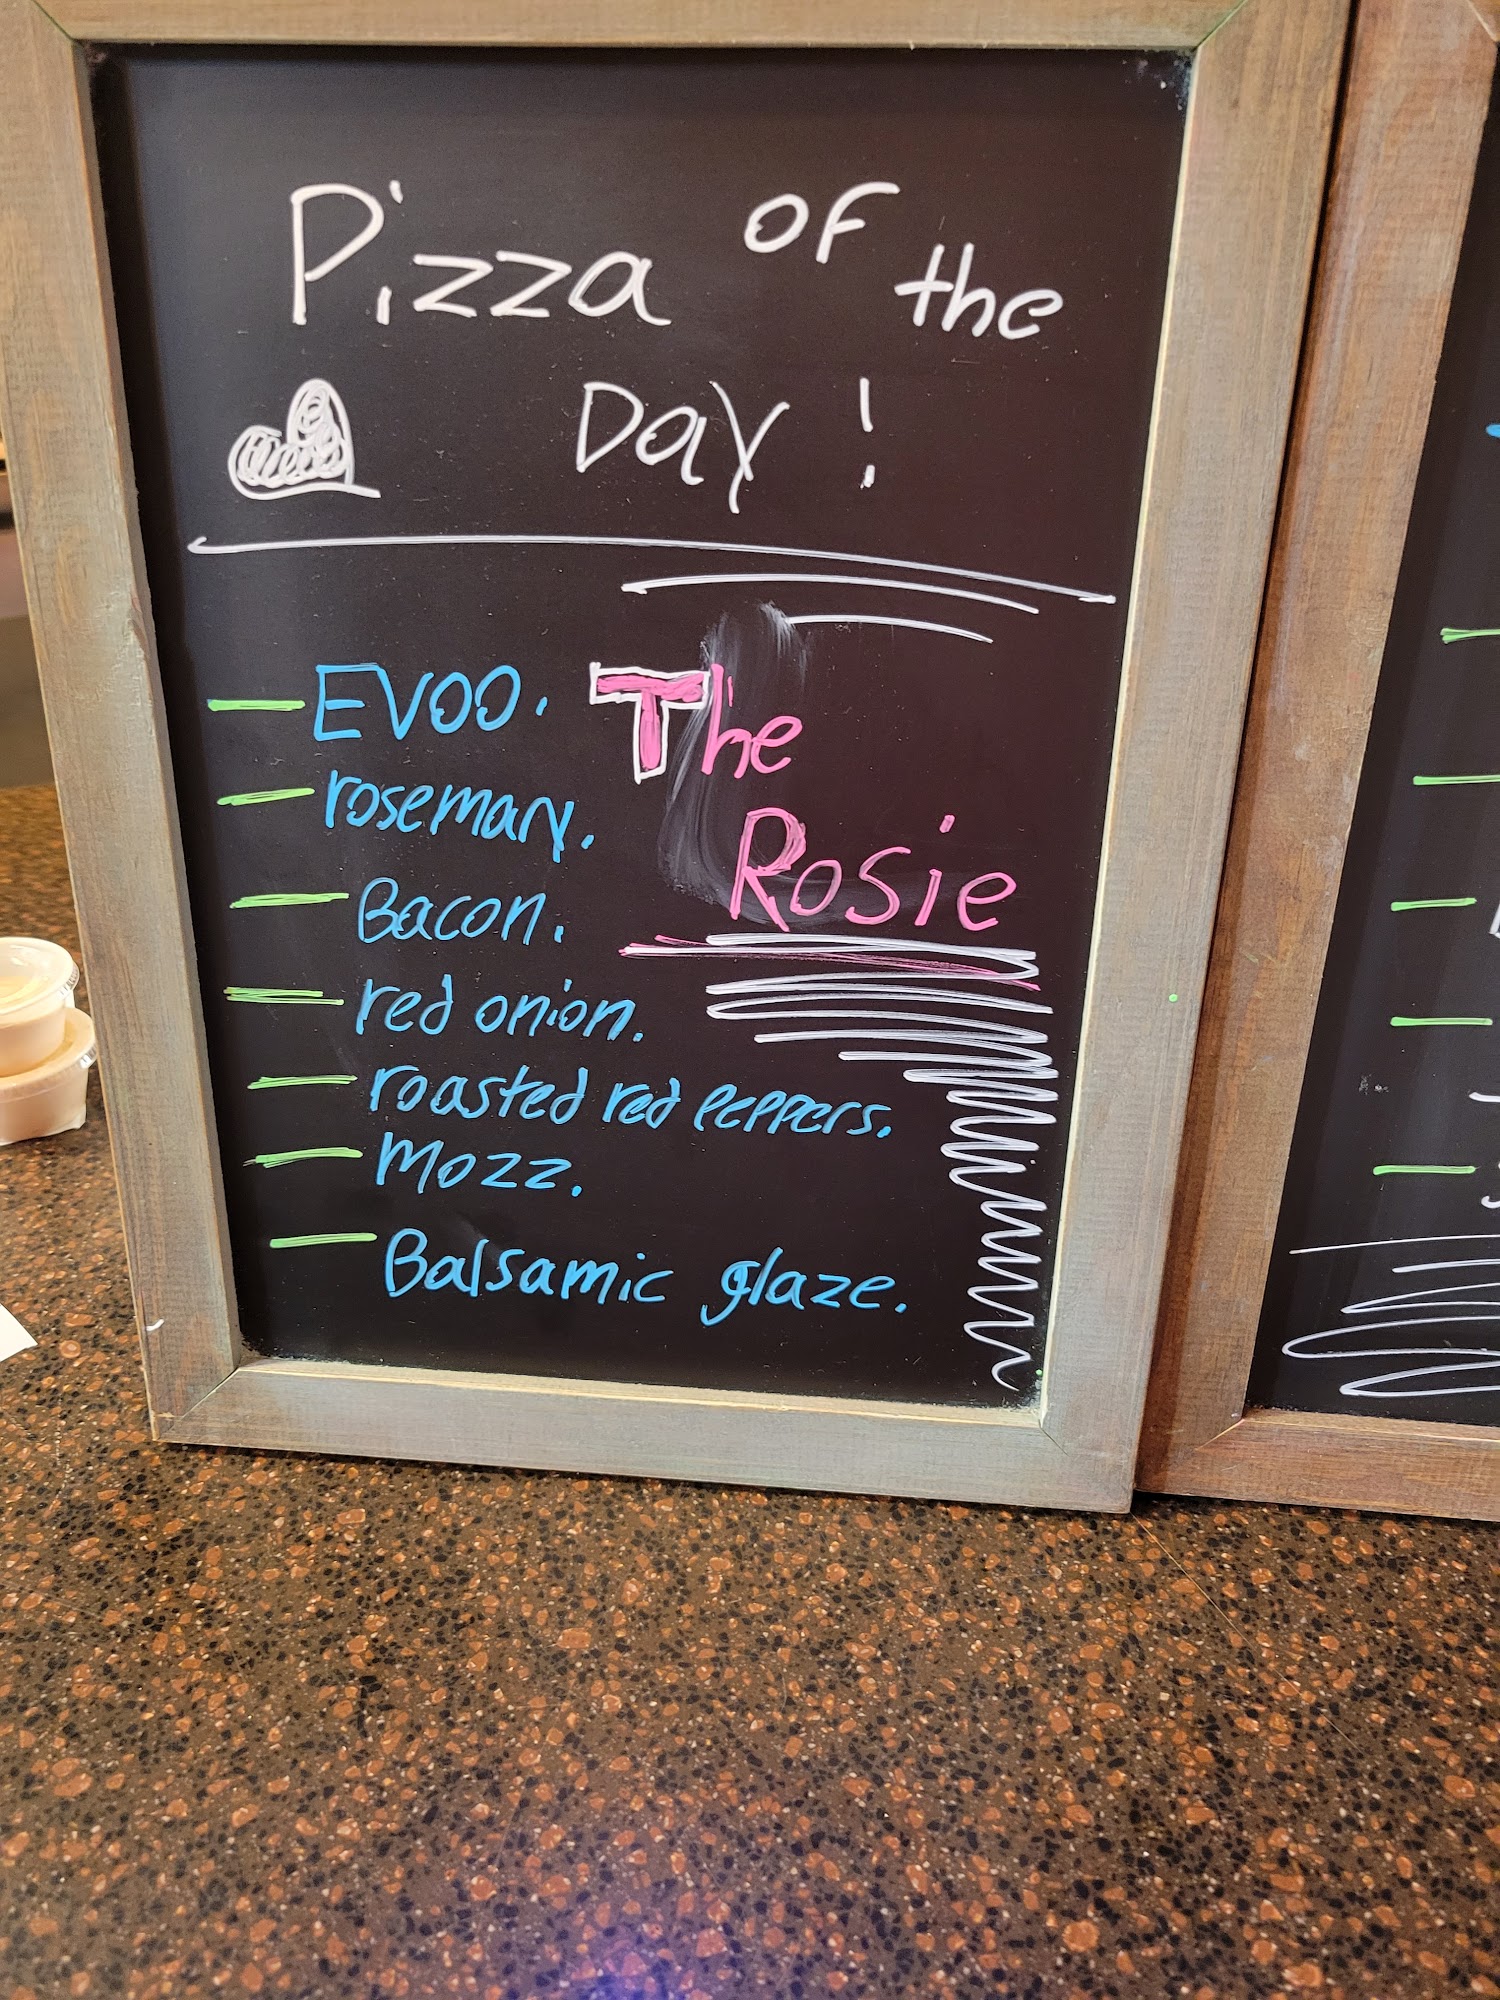 Pizza of the
Day!
The
Rosie
- EVOO.
- rosemary.
- Bacon.
- red onion.
- roasted red peppers.
- Mozz.
- Balsamic glaze.